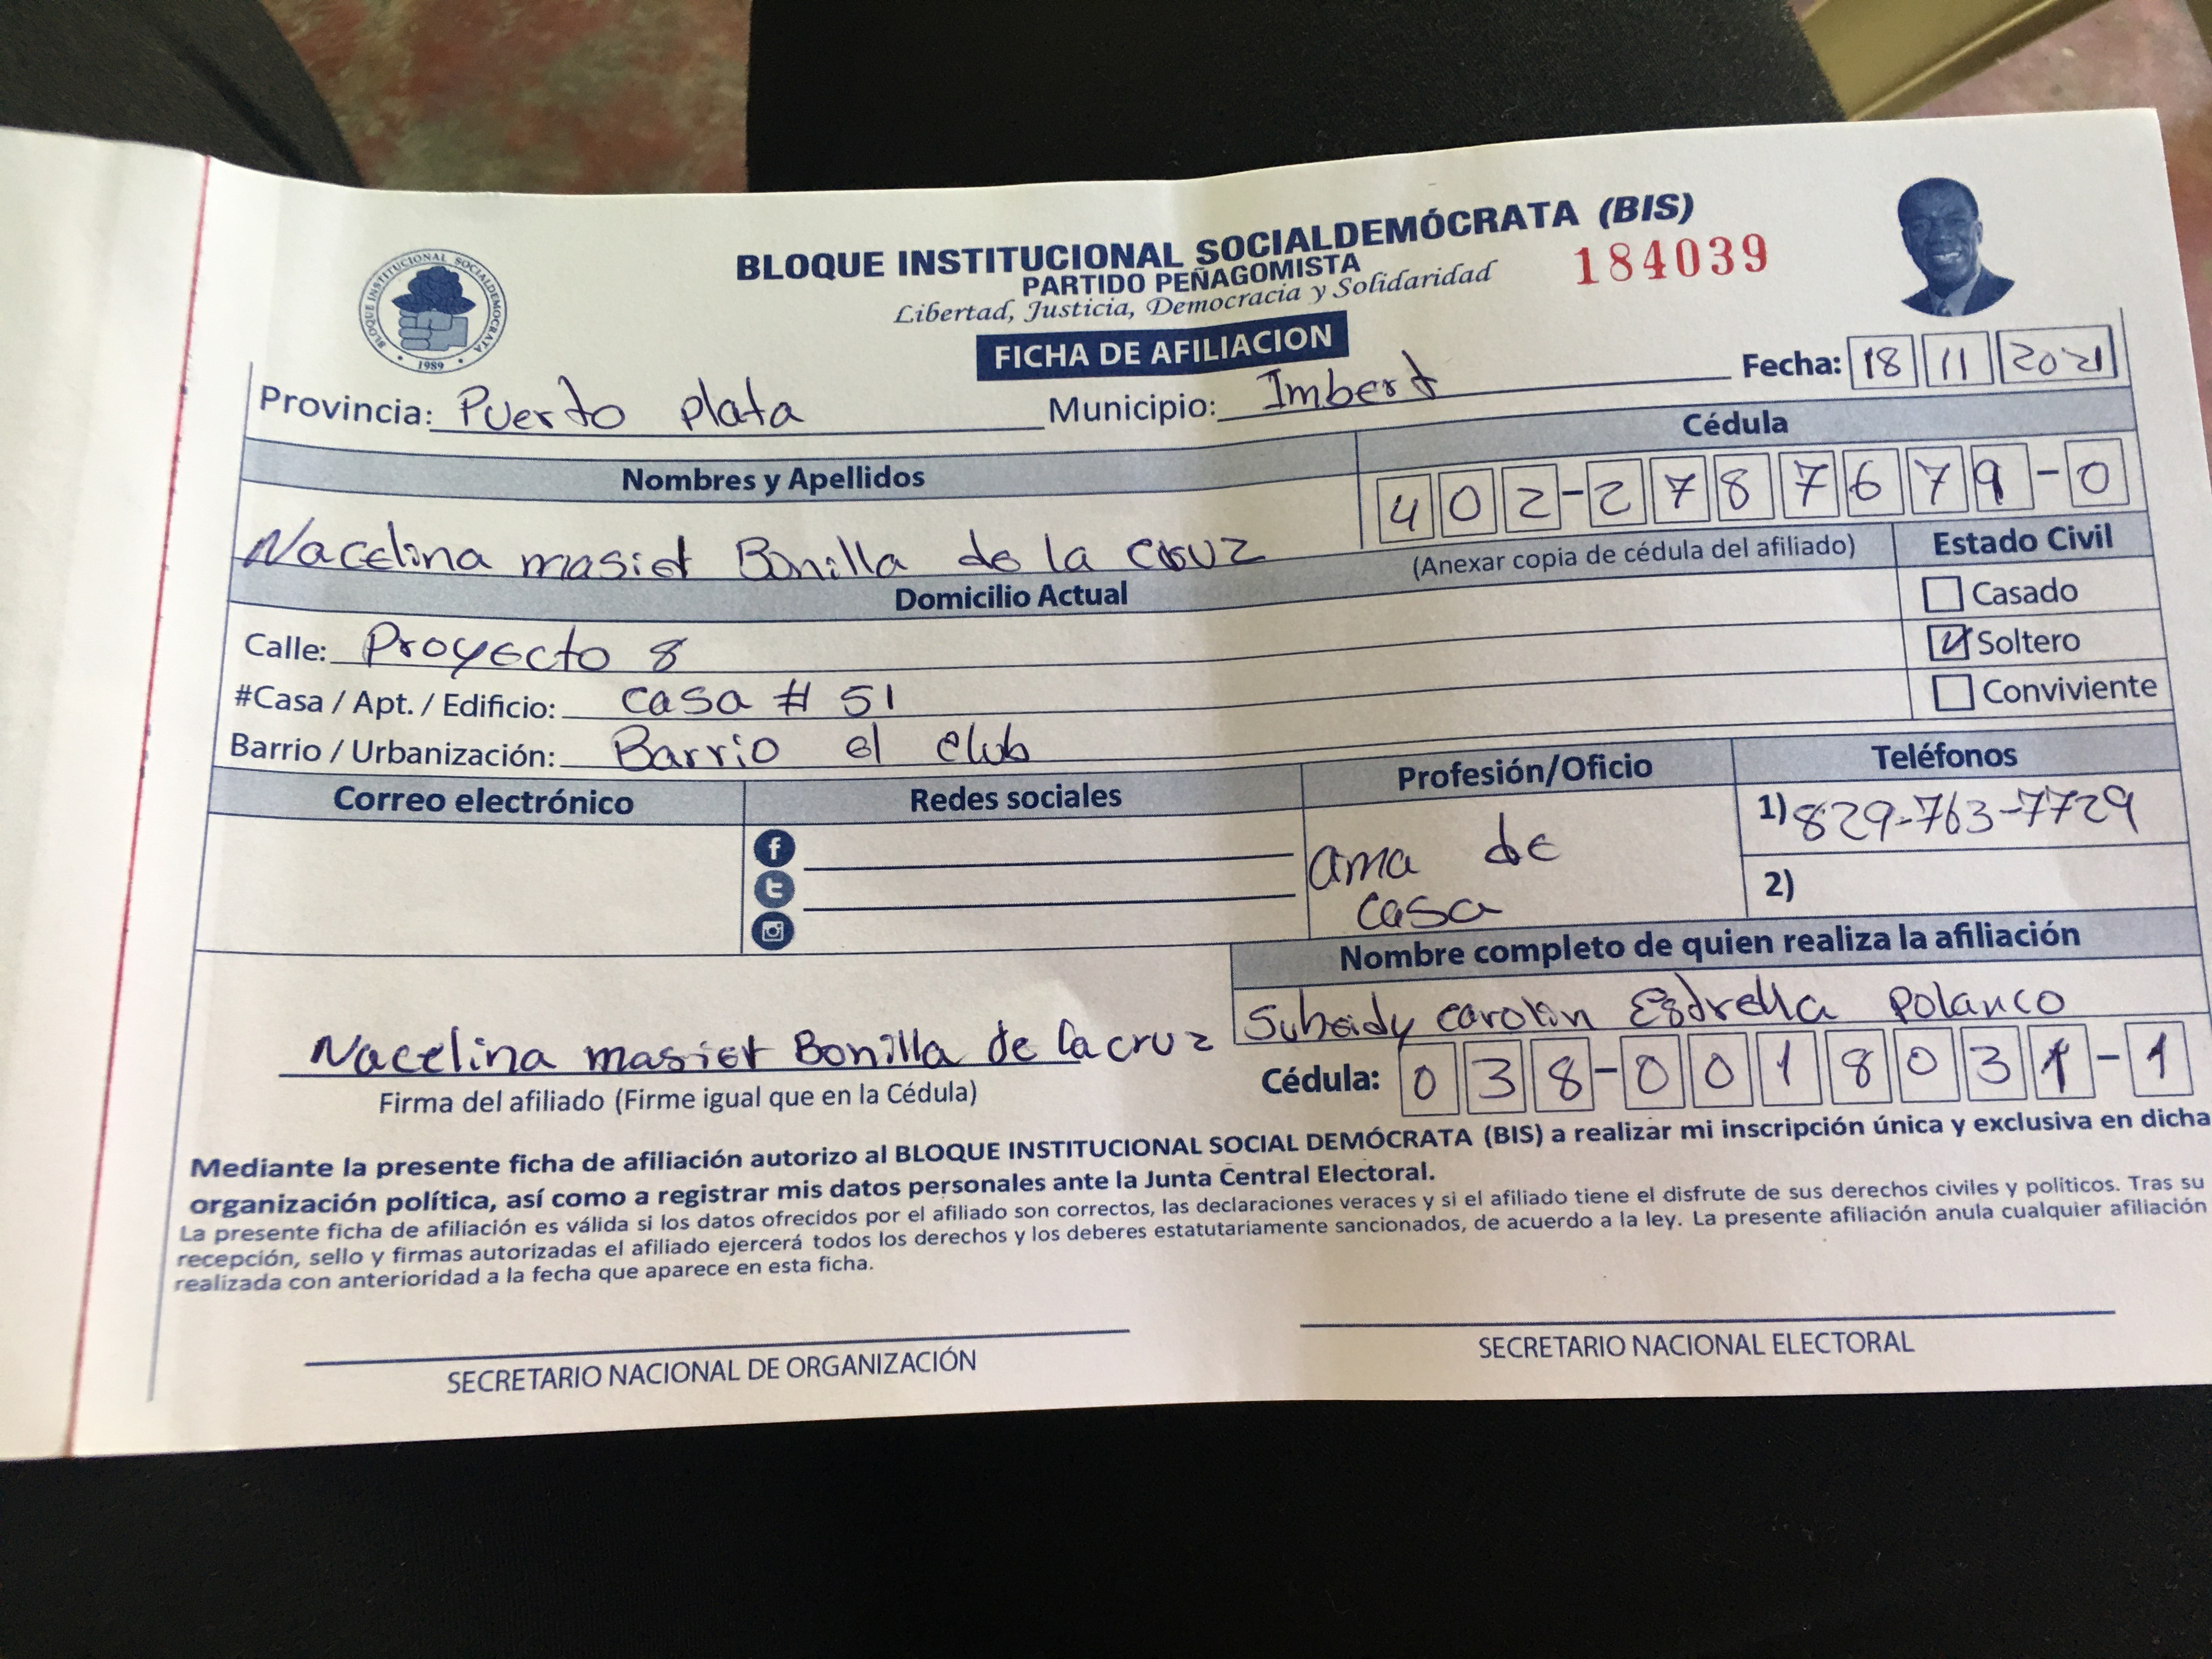 BLOQUE INSTITUCIONAL SOCIALDEMÓCRATA (BIS)
PARTIDO PEÑAGOMISTA
Libertad, Justicia, Democracia y Solidaridad
184039
BLOQUE INSTITUCIONAL SOCIALDEMOCRATA
1989
FICHA DE AFILIACION
Fecha: 18 11 2021
Provincia: Puerto plata Municipio: Imbert
Nombres y Apellidos
Cédula
Nacelina masiet Bonilla de la cruz
402-2787679-0
(Anexar copia de cédula del afiliado)
Estado Civil
Domicilio Actual
Casado
Calle: Proyecto 8
Soltero
#Casa / Apt. / Edificio: casa # 51
Conviviente
Barrio / Urbanización: Barrio el club
Correo electrónico
Redes sociales
Profesión/Oficio
Teléfonos
1) 829-763-7729
ama de
casa
2)
Nombre completo de quien realiza la afiliación
carolin Estrella polanco
Nacelina masiet Bonilla de la cruz
Cédula: 038-0018031-1
Firma del afiliado (Firme igual que en la Cédula)
Mediante la presente ficha de afiliación autorizo al BLOQUE INSTITUCIONAL SOCIAL DEMÓCRATA (BIS) a realizar mi inscripción única y exclusiva en dicha
organización política, así como a registrar mis datos personales ante la Junta Central Electoral.
La presente ficha de afiliación es válida si los datos ofrecidos por el afiliado son correctos, las declaraciones veraces y si el afiliado tiene el disfrute de sus derechos civiles y políticos. Tras su
recepción, sello y firmas autorizadas el afiliado ejercerá todos los derechos y los deberes estatutariamente sancionados, de acuerdo a la ley. La presente afiliación anula cualquier afiliación
realizada con anterioridad a la fecha que aparece en esta ficha.
SECRETARIO NACIONAL DE ORGANIZACIÓN
SECRETARIO NACIONAL ELECTORAL